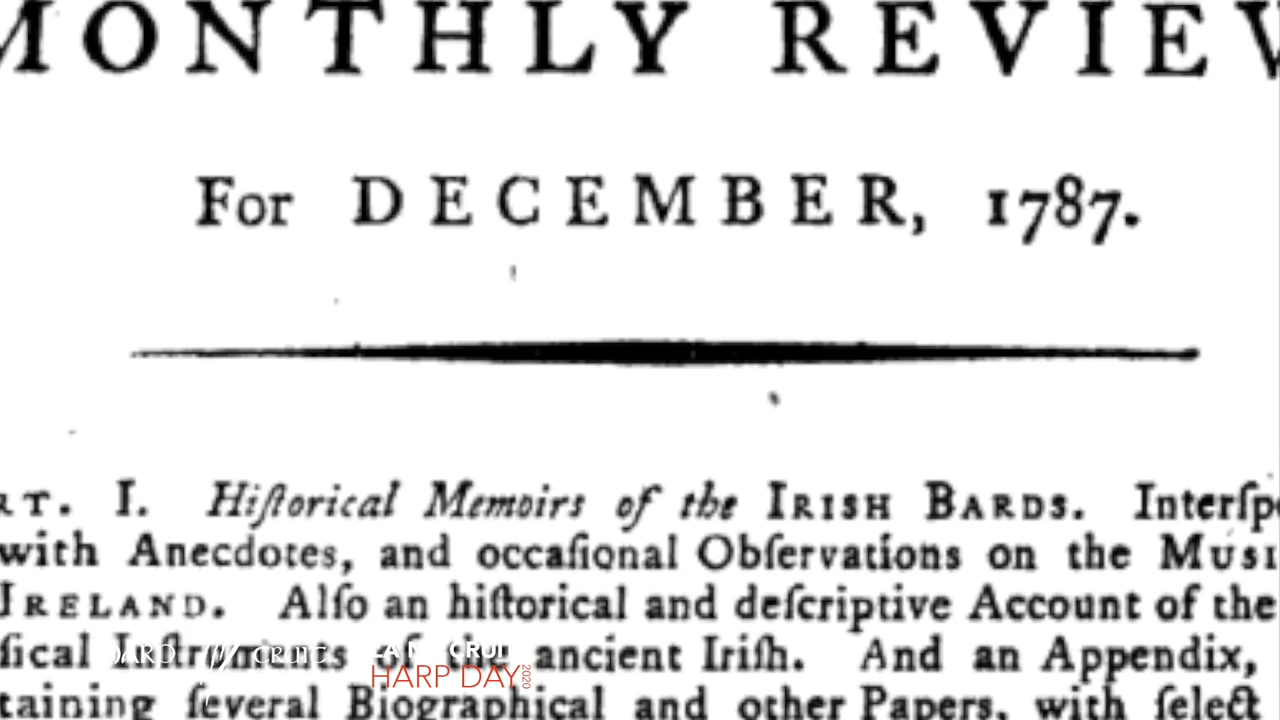 MONTHLY REVIEW
For DECEMBER, 1787.
RT. I. Hiſtorical Memoirs of the IRISH BARDS. Interſpe
with Anecdotes, and occaſional Obſervations on the MUSI
IRELAND. Alſo an hiſtorical and deſcriptive Account of the
ſical Inſtruments of the ancient Iriſh. And an Appendix,
taining ſeveral Biographical and other Papers, with ſelect
CRUIT
HARP DAY 2020